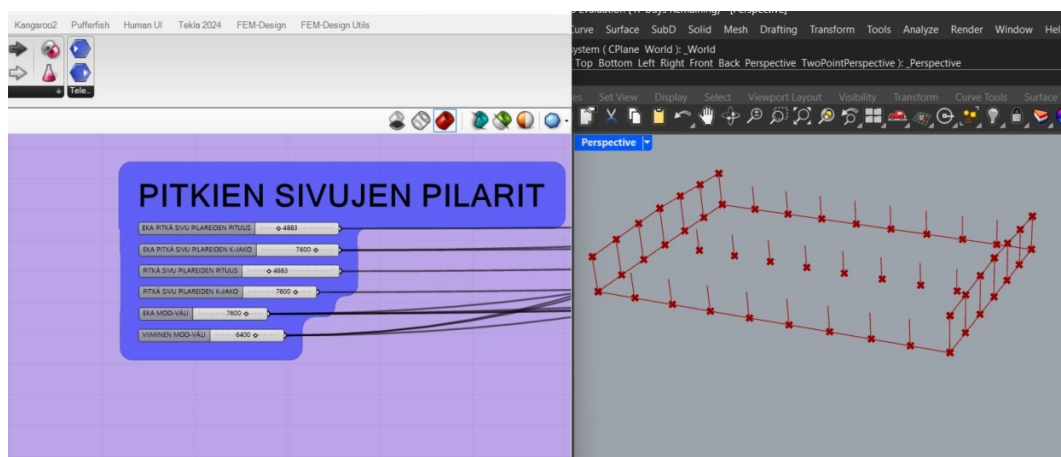 Kangaroo2 Pufferfish Human UI Tekla 2024 FEM-Design FEM-Design Utils
Tele...
PITKIEN SIVUJEN PILARIT
EKA PITKÄ SIVU PILAREIDEN PITUUS 4883
EKA PITKÄ SIVU PILAREIDEN K-JAKO 7600
PITKÄ SIVU PILAREIDEN PITUUS 4883
PITKÄ SIVU PILAREIDEN K-JAKO 7600
EKA MOD-VÄLI 7600
VIIMINEN MOD-VÄLI 6400
Curve Surface SubD Solid Mesh Drafting Transform Tools Analyze Render Window Hel
system ( CPlane World ): _World
Top Bottom Left Right Front Back Perspective TwoPointPerspective ): _Perspective
Set View Display Select Viewport Layout Visibility Transform Curve Tools Surface
Perspective